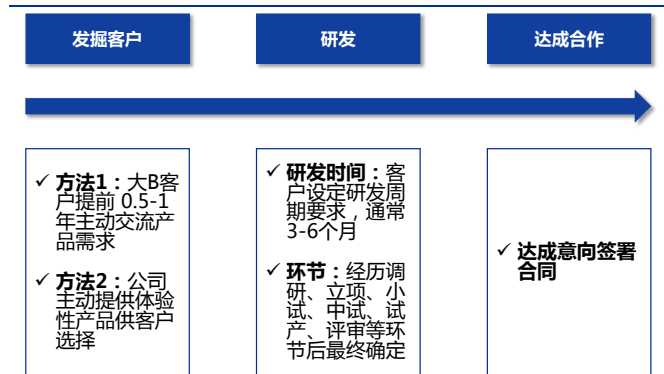 发掘客户
研发
达成合作
✓ 方法1：大B客
户提前 0.5-1
年主动交流产
品需求
✓ 方法2：公司
主动提供体验
性产品供客户
选择
✓ 研发时间：客
户设定研发周
期要求，通常
3-6个月
✓ 环节：经历调
研、立项、小
试、中试、试
产、评审等环
节后最终确定
✓ 达成意向签署
合同